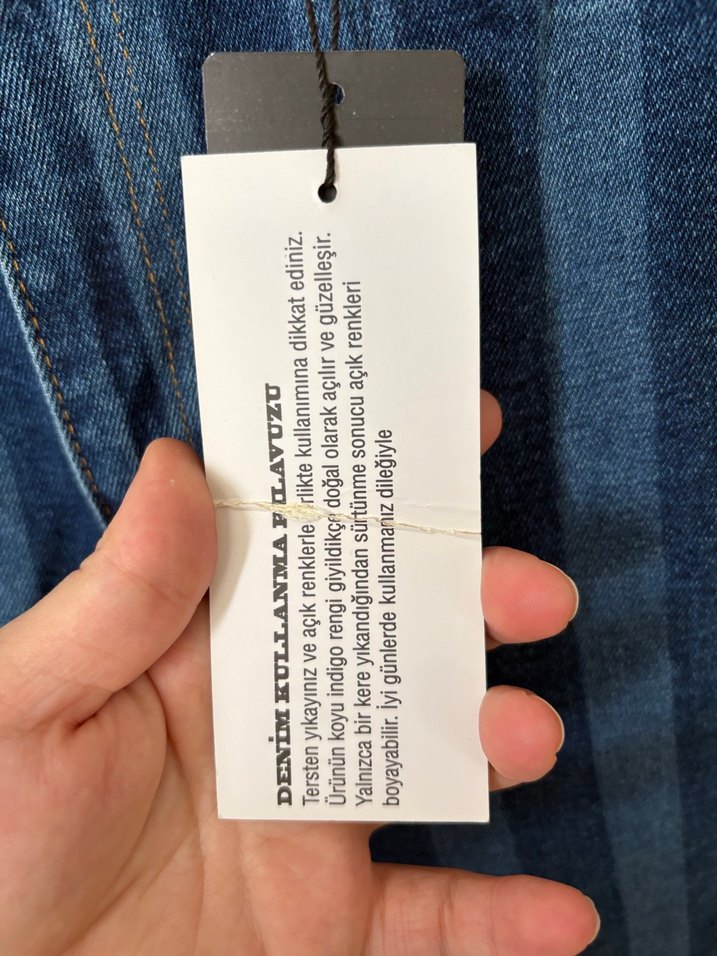 DENİM KULLANMA KILAVUZU
Tersten yıkayınız ve açık renklerle birlikte kullanımına dikkat ediniz.
Ürünün koyu indigo rengi giyildikçe doğal olarak açılır ve güzelleşir.
Yalnızca bir kere yıkandığından sürtünme sonucu açık renkleri
boyayabilir. İyi günlerde kullanmanız dileğiyle